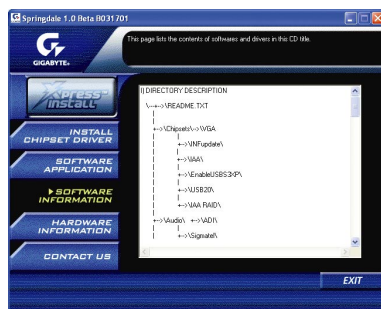 Springdale 1.0 Beta B031701
GIGABYTE™
This page lists the contents of softwares and drivers in this CD title.
Xpress™
INSTALL
INSTALL
CHIPSET DRIVER
SOFTWARE
APPLICATION
SOFTWARE
INFORMATION
HARDWARE
INFORMATION
CONTACT US
I) DIRECTORY DESCRIPTION
\--+-->\README.TXT
|
+-->\Chipsets\-->\VGA
|
+-->\INFupdate\
|
+-->\IAA\
|
+-->\EnableUSBS3XP\
|
+-->\USB20\
|
+-->\IAA RAID\
|
+-->\Audio\ +-->\ADI\
| |
+-->\Sigmatel\
EXIT